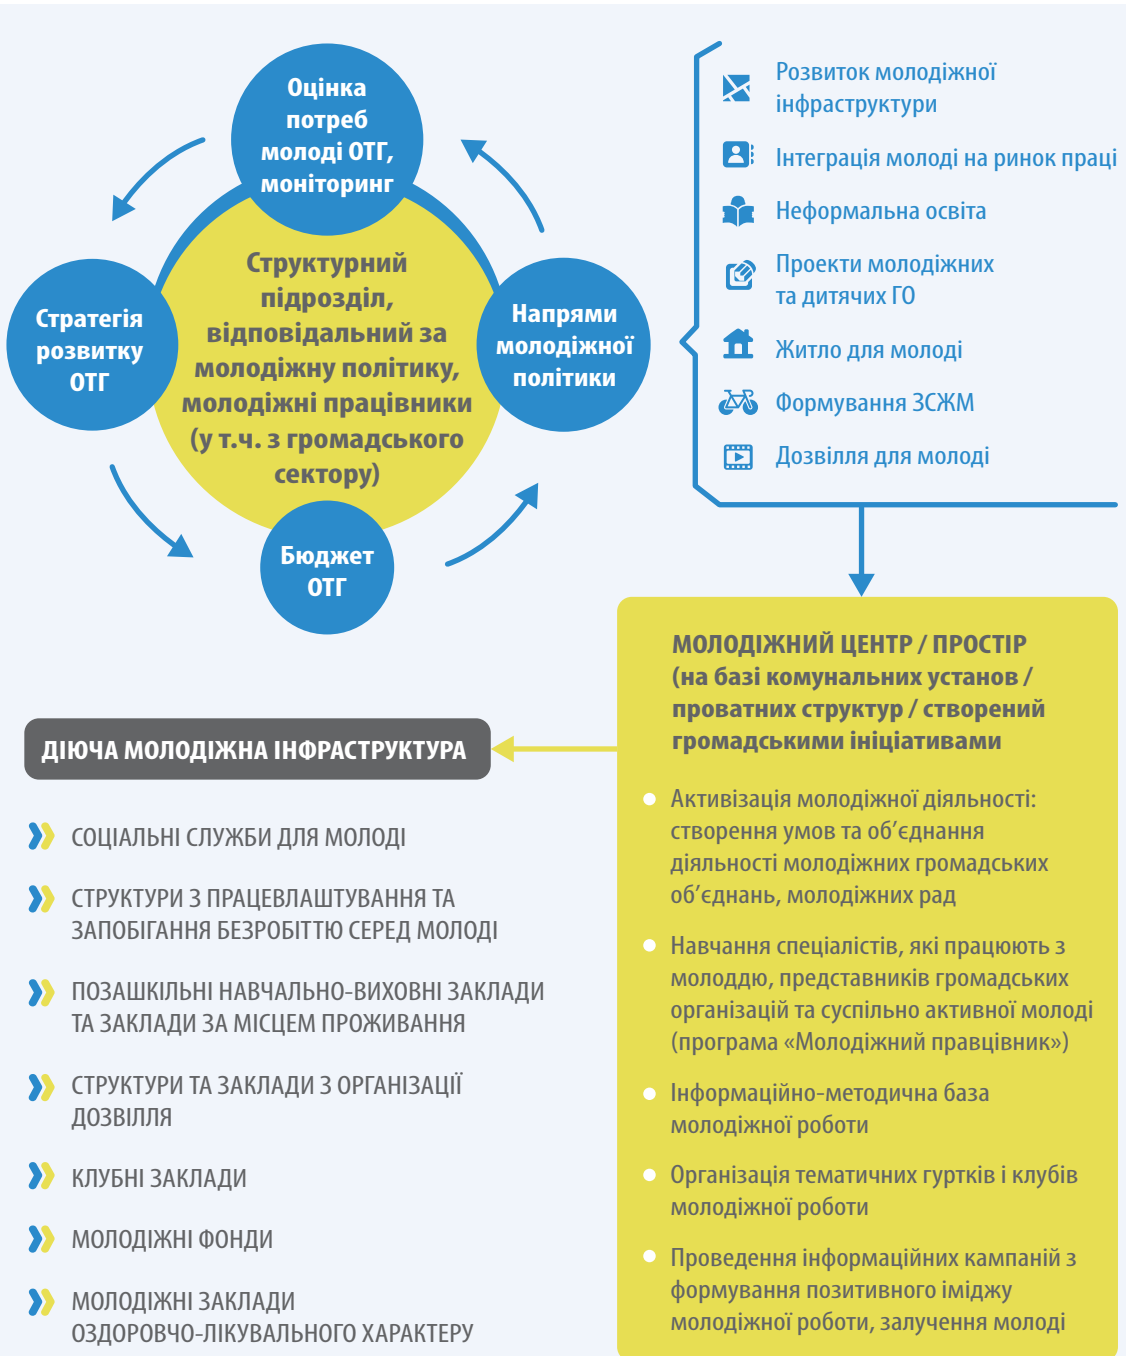 Оцінка
потреб
молоді ОТГ,
моніторинг
Стратегія
розвитку
ОТГ
Структурний
підрозділ,
відповідальний за
молодіжну політику,
молодіжні працівники
(у т.ч. з громадського
сектору)
Напрями
молодіжної
політики
Бюджет
ОТГ
Розвиток молодіжної
інфраструктури
Інтеграція молоді на ринок праці
Неформальна освіта
Проекти молодіжних
та дитячих ГО
Житло для молоді
Формування ЗСЖМ
Дозвілля для молоді
МОЛОДІЖНИЙ ЦЕНТР / ПРОСТІР
(на базі комунальних установ /
проватних структур / створений
громадськими ініціативами
Активізація молодіжної діяльності:
створення умов та об’єднання
діяльності молодіжних громадських
об’єднань, молодіжних рад
Навчання спеціалістів, які працюють з
молоддю, представників громадських
організацій та суспільно активної молоді
(програма «Молодіжний правцівник»)
Інформаційно-методична база
молодіжної роботи
Організація тематичних гуртків і клубів
молодіжної роботи
Проведення інформаційних кампаній з
формування позитивного іміджу
молодіжної роботи, залучення молоді
ДІЮЧА МОЛОДІЖНА ІНФРАСТРУКТУРА
СОЦІАЛЬНІ СЛУЖБИ ДЛЯ МОЛОДІ
СТРУКТУРИ З ПРАЦЕВЛАШТУВАННЯ ТА
ЗАПОБІГАННЯ БЕЗРОБІТТЮ СЕРЕД МОЛОДІ
ПОЗАШКІЛЬНІ НАВЧАЛЬНО-ВИХОВНІ ЗАКЛАДИ
ТА ЗАКЛАДИ ЗА МІСЦЕМ ПРОЖИВАННЯ
СТРУКТУРИ ТА ЗАКЛАДИ З ОРГАНІЗАЦІЇ
ДОЗВІЛЛЯ
КЛУБНІ ЗАКЛАДИ
МОЛОДІЖНІ ФОНДИ
МОЛОДІЖНІ ЗАКЛАДИ
ОЗДОРОВЧО-ЛІКУВАЛЬНОГО ХАРАКТЕРУ